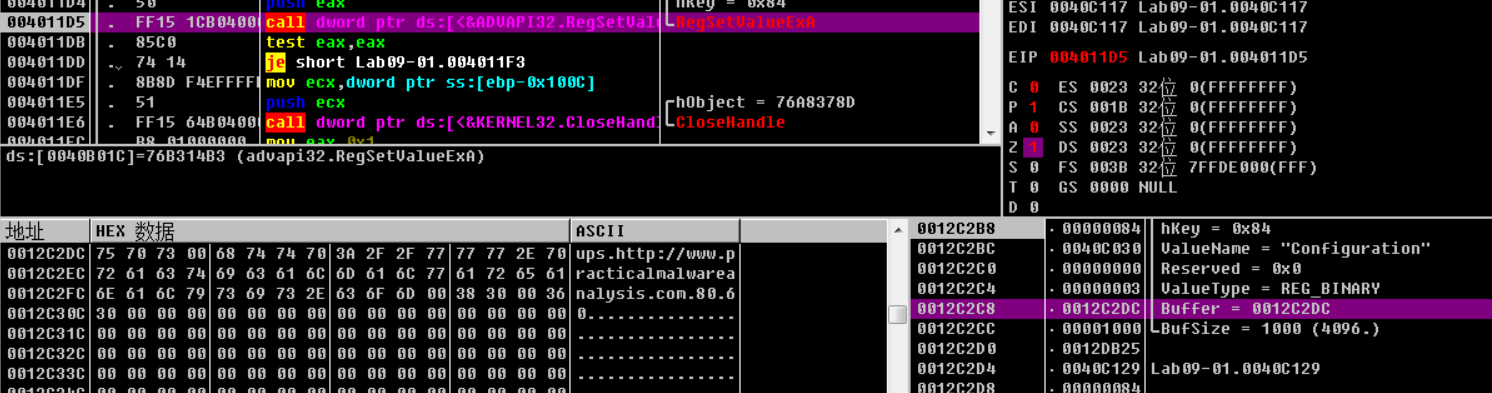 004011D4 . 50 push eax hKey = 0x84
004011D5 . FF15 1CB0400 call dword ptr ds:[<&ADVAPI32.RegSetValu RegSetValueExA
004011DB . 85C0 test eax,eax
004011DD . 74 14 je short Lab09-01.004011F3
004011DF . 8B8D F4EFFFFF mov ecx,dword ptr ss:[ebp-0x100C]
004011E5 . 51 push ecx hObject = 76A8378D
004011E6 . FF15 64B0400 call dword ptr ds:[<&KERNEL32.CloseHand CloseHandle
004011EC . B8 01000000 mov eax,0x1
ds:[0040B01C]=76B314B3 (advapi32.RegSetValueExA)
ESI 0040C117 Lab09-01.0040C117
EDI 0040C117 Lab09-01.0040C117
EIP 004011D5 Lab09-01.004011D5
C 0 ES 0023 32位 0(FFFFFFFF)
P 1 CS 001B 32位 0(FFFFFFFF)
A 0 SS 0023 32位 0(FFFFFFFF)
Z 1 DS 0023 32位 0(FFFFFFFF)
S 0 FS 003B 32位 7FFDE000(FFF)
T 0 GS 0000 NULL
D 0
地址 HEX 数据 ASCII
0012C2DC 75 70 73 00 68 74 74 70 3A 2F 2F 77 77 77 2E 70 ups.http://www.p
0012C2EC 72 61 63 74 69 63 61 6C 6D 61 6C 77 61 72 65 61 racticalmalwarea
0012C2FC 6E 61 6C 79 73 69 73 2E 63 6F 6D 00 38 30 00 36 nalysis.com.80.6
0012C30C 30 00 00 00 00 00 00 00 00 00 00 00 00 00 00 00 0...............
0012C31C 00 00 00 00 00 00 00 00 00 00 00 00 00 00 00 00 ................
0012C32C 00 00 00 00 00 00 00 00 00 00 00 00 00 00 00 00 ................
0012C33C 00 00 00 00 00 00 00 00 00 00 00 00 00 00 00 00 ................
0012C2B8 . 00000084 hKey = 0x84
0012C2BC . 0040C030 ValueName = "Configuration"
0012C2C0 . 00000000 Reserved = 0x0
0012C2C4 . 00000003 ValueType = REG_BINARY
0012C2C8 . 0012C2DC Buffer = 0012C2DC
0012C2CC . 00001000 BufSize = 1000 (4096.)
0012C2D0 . 0012DB25
0012C2D4 . 0040C129 Lab09-01.0040C129
0012C2D8 . 00000084